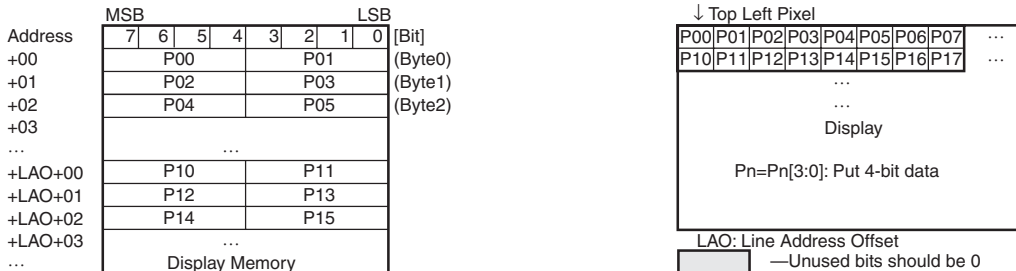 MSB LSB
Address 7 6 5 4 3 2 1 0 [Bit]
+00 P00 P01 (Byte0)
+01 P02 P03 (Byte1)
+02 P04 P05 (Byte2)
+03
… …
+LAO+00 P10 P11
+LAO+01 P12 P13
+LAO+02 P14 P15
+LAO+03 …
… Display Memory
↓ Top Left Pixel
P00 P01 P02 P03 P04 P05 P06 P07 …
P10 P11 P12 P13 P14 P15 P16 P17 …
…
…
Display
Pn=Pn[3:0]: Put 4-bit data
LAO: Line Address Offset
—Unused bits should be 0